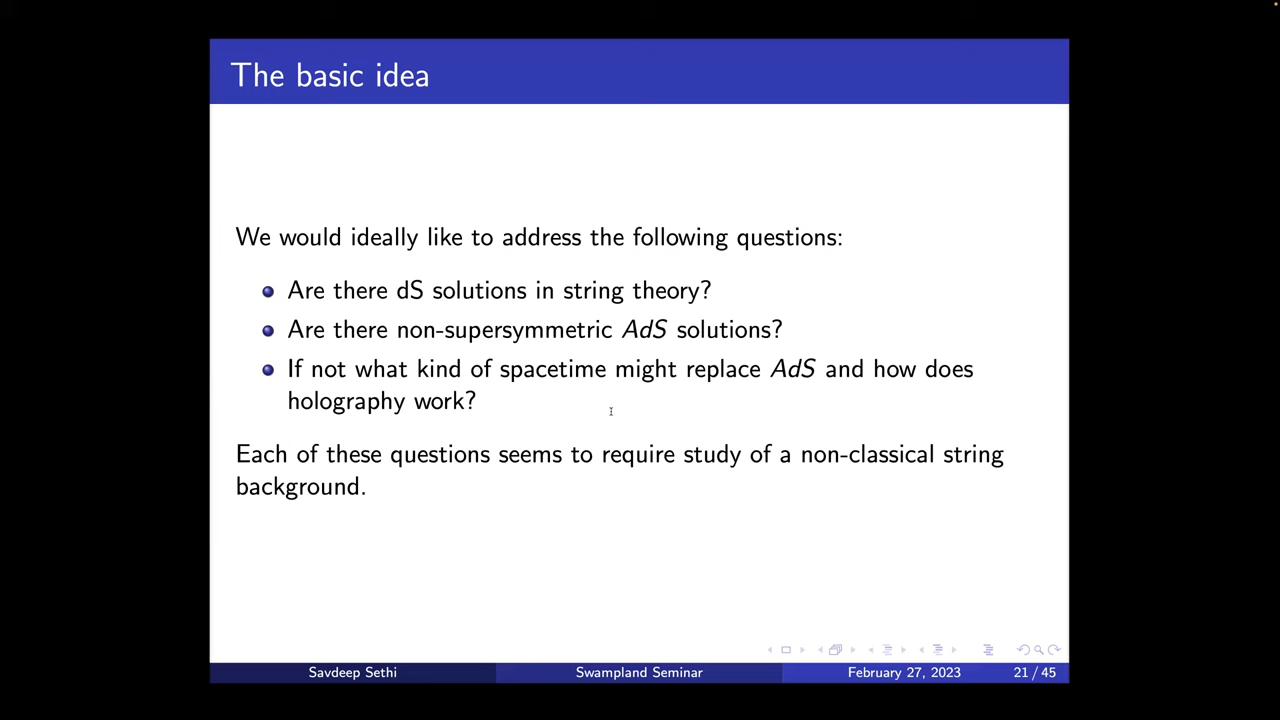 The basic idea
We would ideally like to address the following questions:
Are there dS solutions in string theory?
Are there non-supersymmetric AdS solutions?
If not what kind of spacetime might replace AdS and how does
holography work?
Each of these questions seems to require study of a non-classical string
background.
Savdeep Sethi Swampland Seminar February 27, 2023 21 / 45